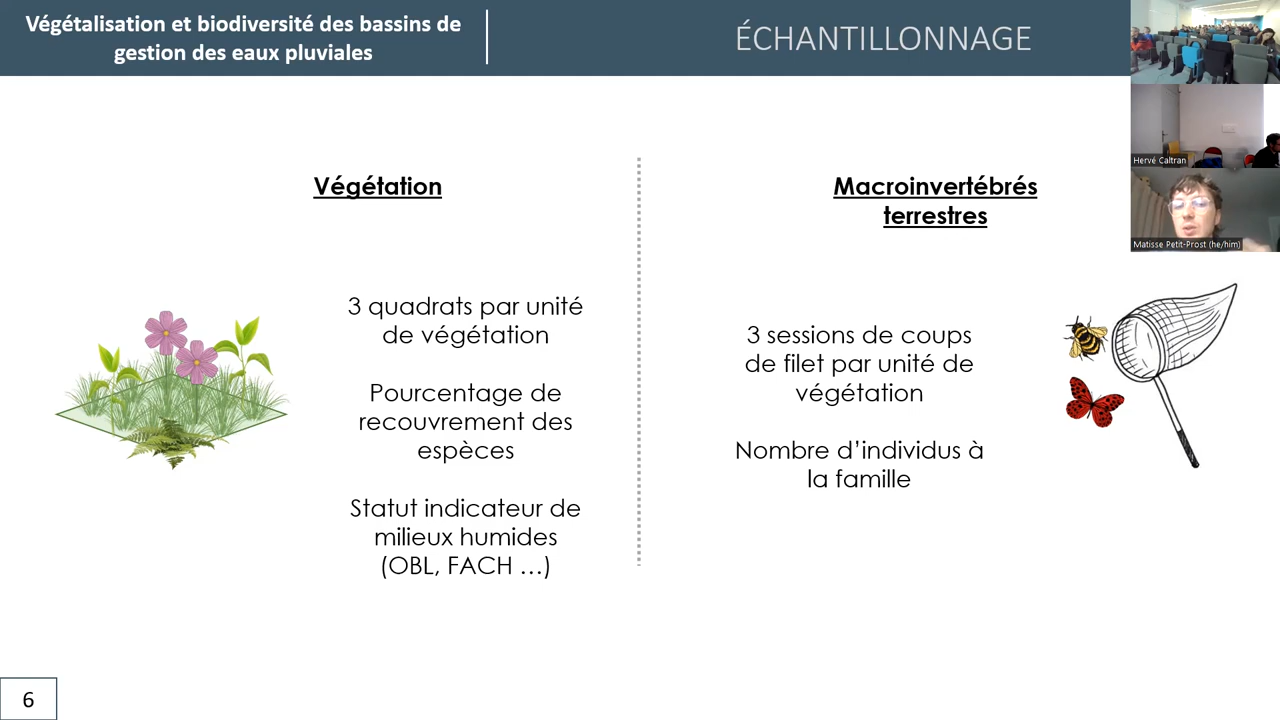 Végétalisation et biodiversité des bassins de
gestion des eaux pluviales
ÉCHANTILLONNAGE
Hervé Caltran
Matisse Petit-Prost (he/him)
Végétation
3 quadrats par unité
de végétation
Pourcentage de
recouvrement des
espèces
Statut indicateur de
milieux humides
(OBL, FACH ...)
Macroinvertébrés
terrestres
3 sessions de coups
de filet par unité de
végétation
Nombre d’individus à
la famille
6